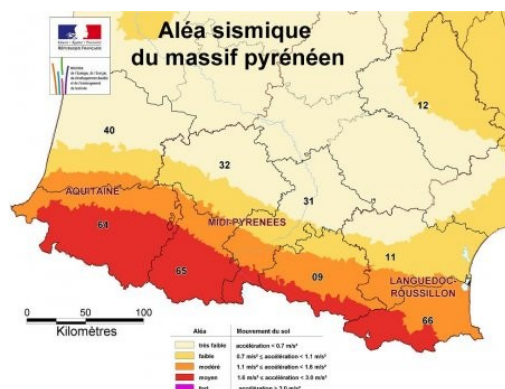 Aléa sismique
du massif pyrénéen
RÉPUBLIQUE FRANÇAISE
12
40
32
31
AQUITAINE
MIDI-PYRENEES
64
65
09
11
LANGUEDOC-
ROUSSILLON
66
0 50 100
Kilomètres
Aléa Mouvement du sol
très faible accélération < 0.7 m/s²
faible 0.7 m/s² ≤ accélération < 1.1 m/s²
modéré 1.1 m/s² ≤ accélération < 1.6 m/s²
moyen 1.6 m/s² ≤ accélération < 3.0 m/s²